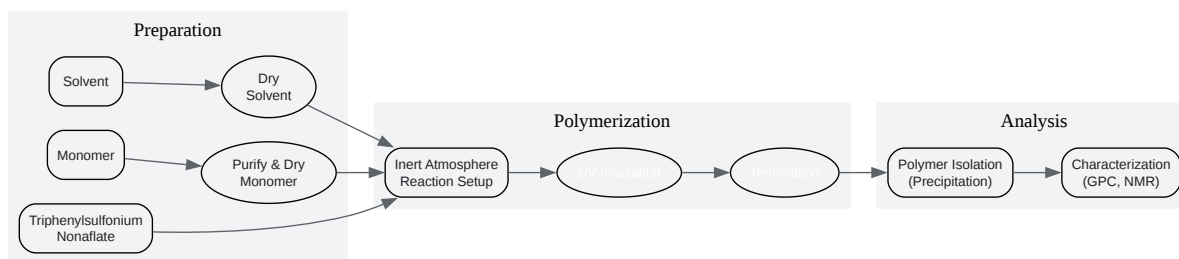 Preparation
Solvent
Dry
Solvent
Monomer
Purify & Dry
Monomer
Triphenylsulfonium
Nonaflate
Polymerization
Inert Atmosphere
Reaction Setup
UV Irradiation
Termination
Analysis
Polymer Isolation
(Precipitation)
Characterization
(GPC, NMR)